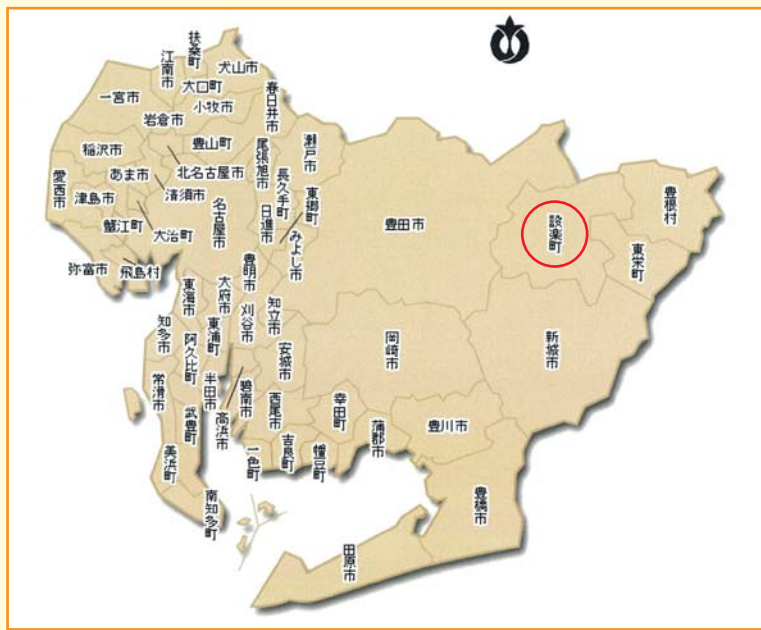 扶桑町
江南市
犬山市
大口町
一宮市
小牧市
春日井市
岩倉市
瀬戸市
豊山町
尾張旭市
稲沢市
北名古屋市
長久手町
あま市
東郷町
愛西市
津島市
清須市
名古屋市
日進市
豊田市
設楽町
豊根村
蟹江町
大治町
みよし市
東栄町
弥富市
飛島村
豊明市
東海市
大府市
刈谷市
知立市
知多市
東浦町
阿久比町
安城市
岡崎市
新城市
常滑市
半田市
碧南市
西尾市
幸田町
武豊町
高浜市
蒲郡市
豊川市
美浜町
一色町
吉良町
幡豆町
南知多町
豊橋市
田原市